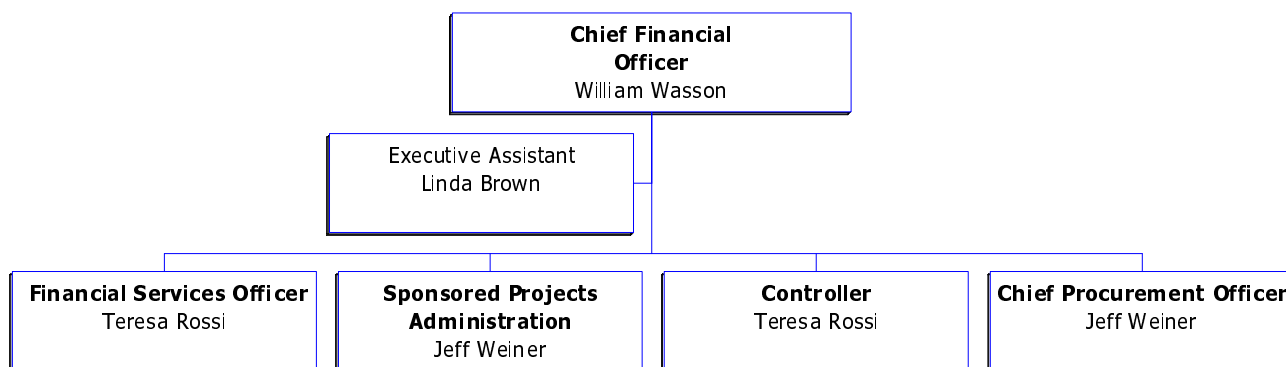 Chief Financial
Officer
William Wasson
Executive Assistant
Linda Brown
Financial Services Officer
Teresa Rossi
Sponsored Projects
Administration
Jeff Weiner
Controller
Teresa Rossi
Chief Procurement Officer
Jeff Weiner